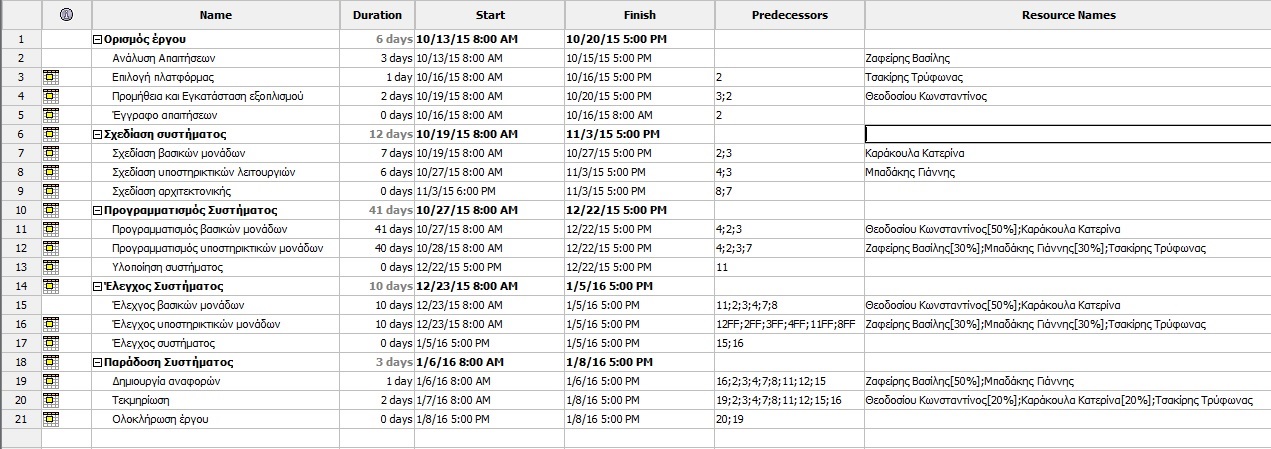 Name Duration Start Finish Predecessors Resource Names
1 Ορισμός έργου 6 days 10/13/15 8:00 AM 10/20/15 5:00 PM
2 Ανάλυση Απαιτήσεων 3 days 10/13/15 8:00 AM 10/15/15 5:00 PM Ζαφείρης Βασίλης
3 Επιλογή πλατφόρμας 1 day 10/16/15 8:00 AM 10/16/15 5:00 PM 2 Τσακίρης Τρύφωνας
4 Προμήθεια και Εγκατάσταση εξοπλισμού 2 days 10/19/15 8:00 AM 10/20/15 5:00 PM 3;2 Θεοδοσίου Κωνσταντίνος
5 Έγγραφο απαιτήσεων 0 days 10/16/15 8:00 AM 10/16/15 8:00 AM 2
6 Σχεδίαση συστήματος 12 days 10/19/15 8:00 AM 11/3/15 5:00 PM
7 Σχεδίαση βασικών μονάδων 7 days 10/19/15 8:00 AM 10/27/15 5:00 PM 2;3 Καράκουλα Κατερίνα
8 Σχεδίαση υποστηρικτικών λειτουργιών 6 days 10/27/15 8:00 AM 11/3/15 5:00 PM 4;3 Μπαδάκης Γιάννης
9 Σχεδίαση αρχιτεκτονικής 0 days 11/3/15 6:00 PM 11/3/15 5:00 PM 8;7
10 Προγραμματισμός Συστήματος 41 days 10/27/15 8:00 AM 12/22/15 5:00 PM
11 Προγραμματισμός βασικών μονάδων 41 days 10/27/15 8:00 AM 12/22/15 5:00 PM 4;2;3 Θεοδοσίου Κωνσταντίνος[50%];Καράκουλα Κατερίνα
12 Προγραμματισμός υποστηρικτικών μονάδων 40 days 10/28/15 8:00 AM 12/22/15 5:00 PM 4;2;3;7 Ζαφείρης Βασίλης[30%];Μπαδάκης Γιάννης[30%];Τσακίρης Τρύφωνας
13 Υλοποίηση συστήματος 0 days 12/22/15 5:00 PM 12/22/15 5:00 PM 11
14 Έλεγχος Συστήματος 10 days 12/23/15 8:00 AM 1/5/16 5:00 PM
15 Έλεχγος βασικών μονάδων 10 days 12/23/15 8:00 AM 1/5/16 5:00 PM 11;2;3;4;7;8 Θεοδοσίου Κωνσταντίνος[50%];Καράκουλα Κατερίνα
16 Έλεγχος υποστηρικτικών μονάδων 10 days 12/23/15 8:00 AM 1/5/16 5:00 PM 12FF;2FF;3FF;4FF;11FF;8FF Ζαφείρης Βασίλης[30%];Μπαδάκης Γιάννης[30%];Τσακίρης Τρύφωνας
17 Έλεγχος συστήματος 0 days 1/5/16 5:00 PM 1/5/16 5:00 PM 15;16
18 Παράδοση Συστήματος 3 days 1/6/16 8:00 AM 1/8/16 5:00 PM
19 Δημιουργία αναφορών 1 day 1/6/16 8:00 AM 1/6/16 5:00 PM 16;2;3;4;7;8;11;12;15 Ζαφείρης Βασίλης[50%];Μπαδάκης Γιάννης
20 Τεκμηρίωση 2 days 1/7/16 8:00 AM 1/8/16 5:00 PM 19;2;3;4;7;8;11;12;15;16 Θεοδοσίου Κωνσταντίνος[20%];Καράκουλα Κατερίνα[20%];Τσακίρης Τρύφωνας
21 Ολοκλήρωση έργου 0 days 1/8/16 5:00 PM 1/8/16 5:00 PM 20;19